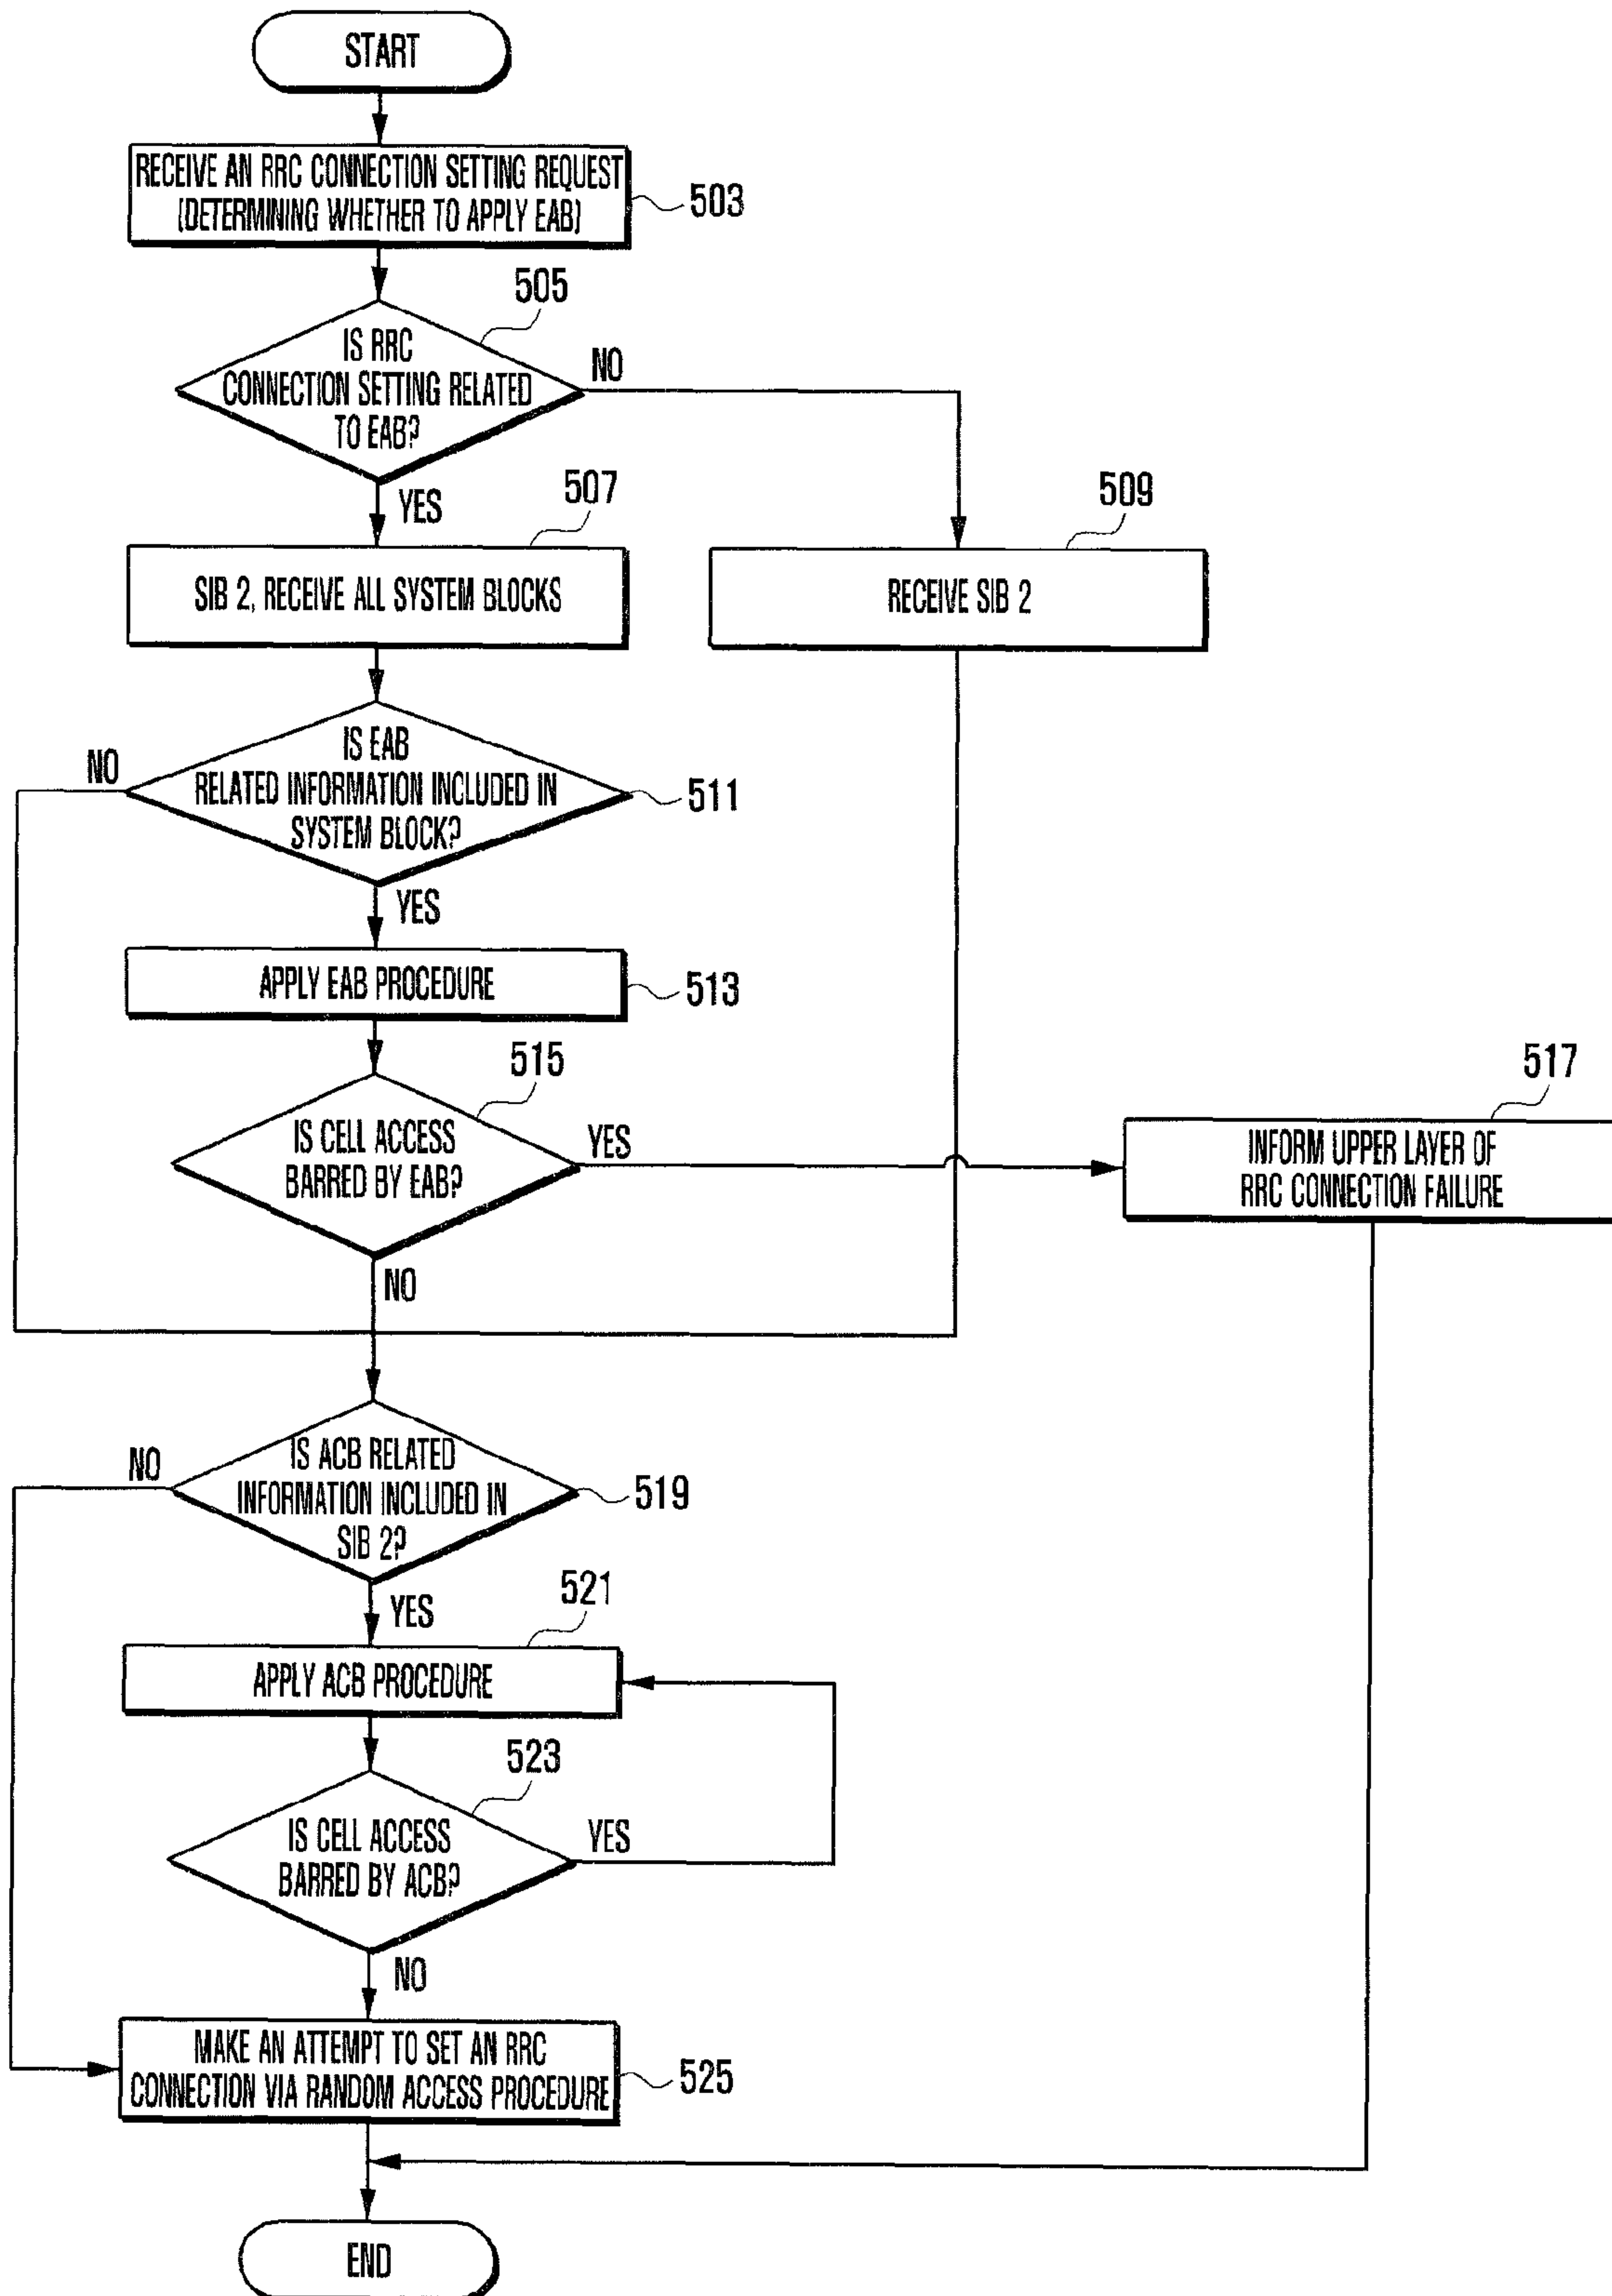 START
RECEIVE AN RRC CONNECTION SETTING REQUEST
(DETERMINING WHETHER TO APPLY EAB)
503
505
IS RRC
CONNECTION SETTING RELATED
TO EAB?
NO
YES
507
509
SIB 2, RECEIVE ALL SYSTEM BLOCKS
RECEIVE SIB 2
IS EAB
RELATED INFORMATION INCLUDED IN
SYSTEM BLOCK?
NO
511
YES
APPLY EAB PROCEDURE
513
515
517
IS CELL ACCESS
BARRED BY EAB?
YES
INFORM UPPER LAYER OF
RRC CONNECTION FAILURE
NO
IS ACB RELATED
INFORMATION INCLUDED IN
SIB 2?
NO
519
YES
521
APPLY ACB PROCEDURE
523
IS CELL ACCESS
BARRED BY ACB?
YES
NO
MAKE AN ATTEMPT TO SET AN RRC
CONNECTION VIA RANDOM ACCESS PROCEDURE
525
END